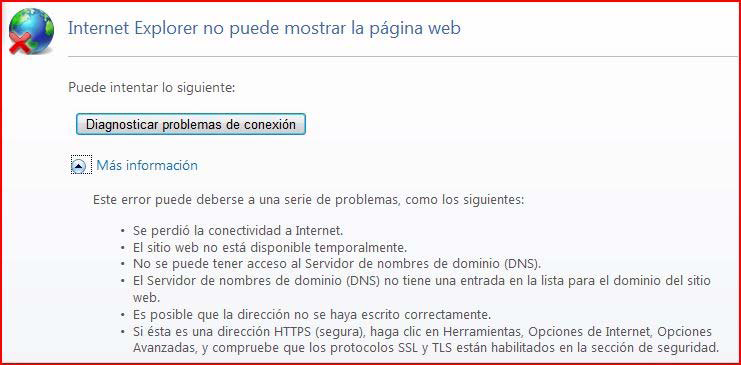 Internet Explorer no puede mostrar la página web
Puede intentar lo siguiente:
Diagnosticar problemas de conexión
Más información
Este error puede deberse a una serie de problemas, como los siguientes:
• Se perdió la conectividad a Internet.
• El sitio web no está disponible temporalmente.
• No se puede tener acceso al Servidor de nombres de dominio (DNS).
• El Servidor de nombres de dominio (DNS) no tiene una entrada en la lista para el dominio del sitio
web.
• Es posible que la dirección no se haya escrito correctamente.
• Si ésta es una dirección HTTPS (segura), haga clic en Herramientas, Opciones de Internet, Opciones
Avanzadas, y compruebe que los protocolos SSL y TLS están habilitados en la sección de seguridad.